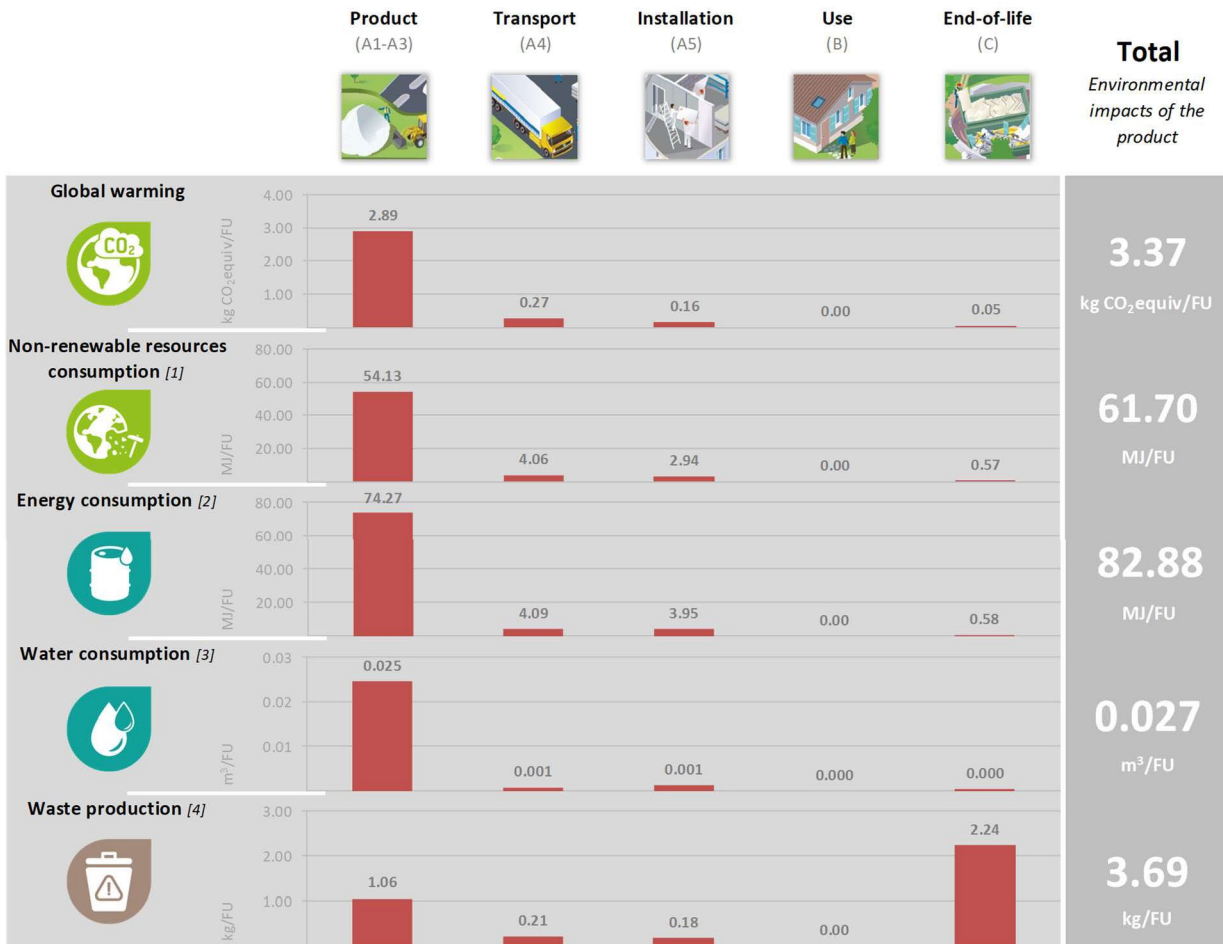 Product
(A1-A3)
Transport
(A4)
Installation
(A5)
Use
(B)
End-of-life
(C)
Total
Environmental
impacts of the
product
Global warming
CO₂
kg CO₂equiv/FU
4.00
3.00
2.00
1.00
2.89
0.27
0.16
0.00
0.05
3.37
kg CO₂equiv/FU
Non-renewable resources
consumption [1]
MJ/FU
80.00
60.00
40.00
20.00
54.13
4.06
2.94
0.00
0.57
61.70
MJ/FU
Energy consumption [2]
MJ/FU
80.00
60.00
40.00
20.00
74.27
4.09
3.95
0.00
0.58
82.88
MJ/FU
Water consumption [3]
m³/FU
0.03
0.02
0.01
0.025
0.001
0.001
0.000
0.000
0.027
m³/FU
Waste production [4]
kg/FU
3.00
2.00
1.00
1.06
0.21
0.18
0.00
2.24
3.69
kg/FU